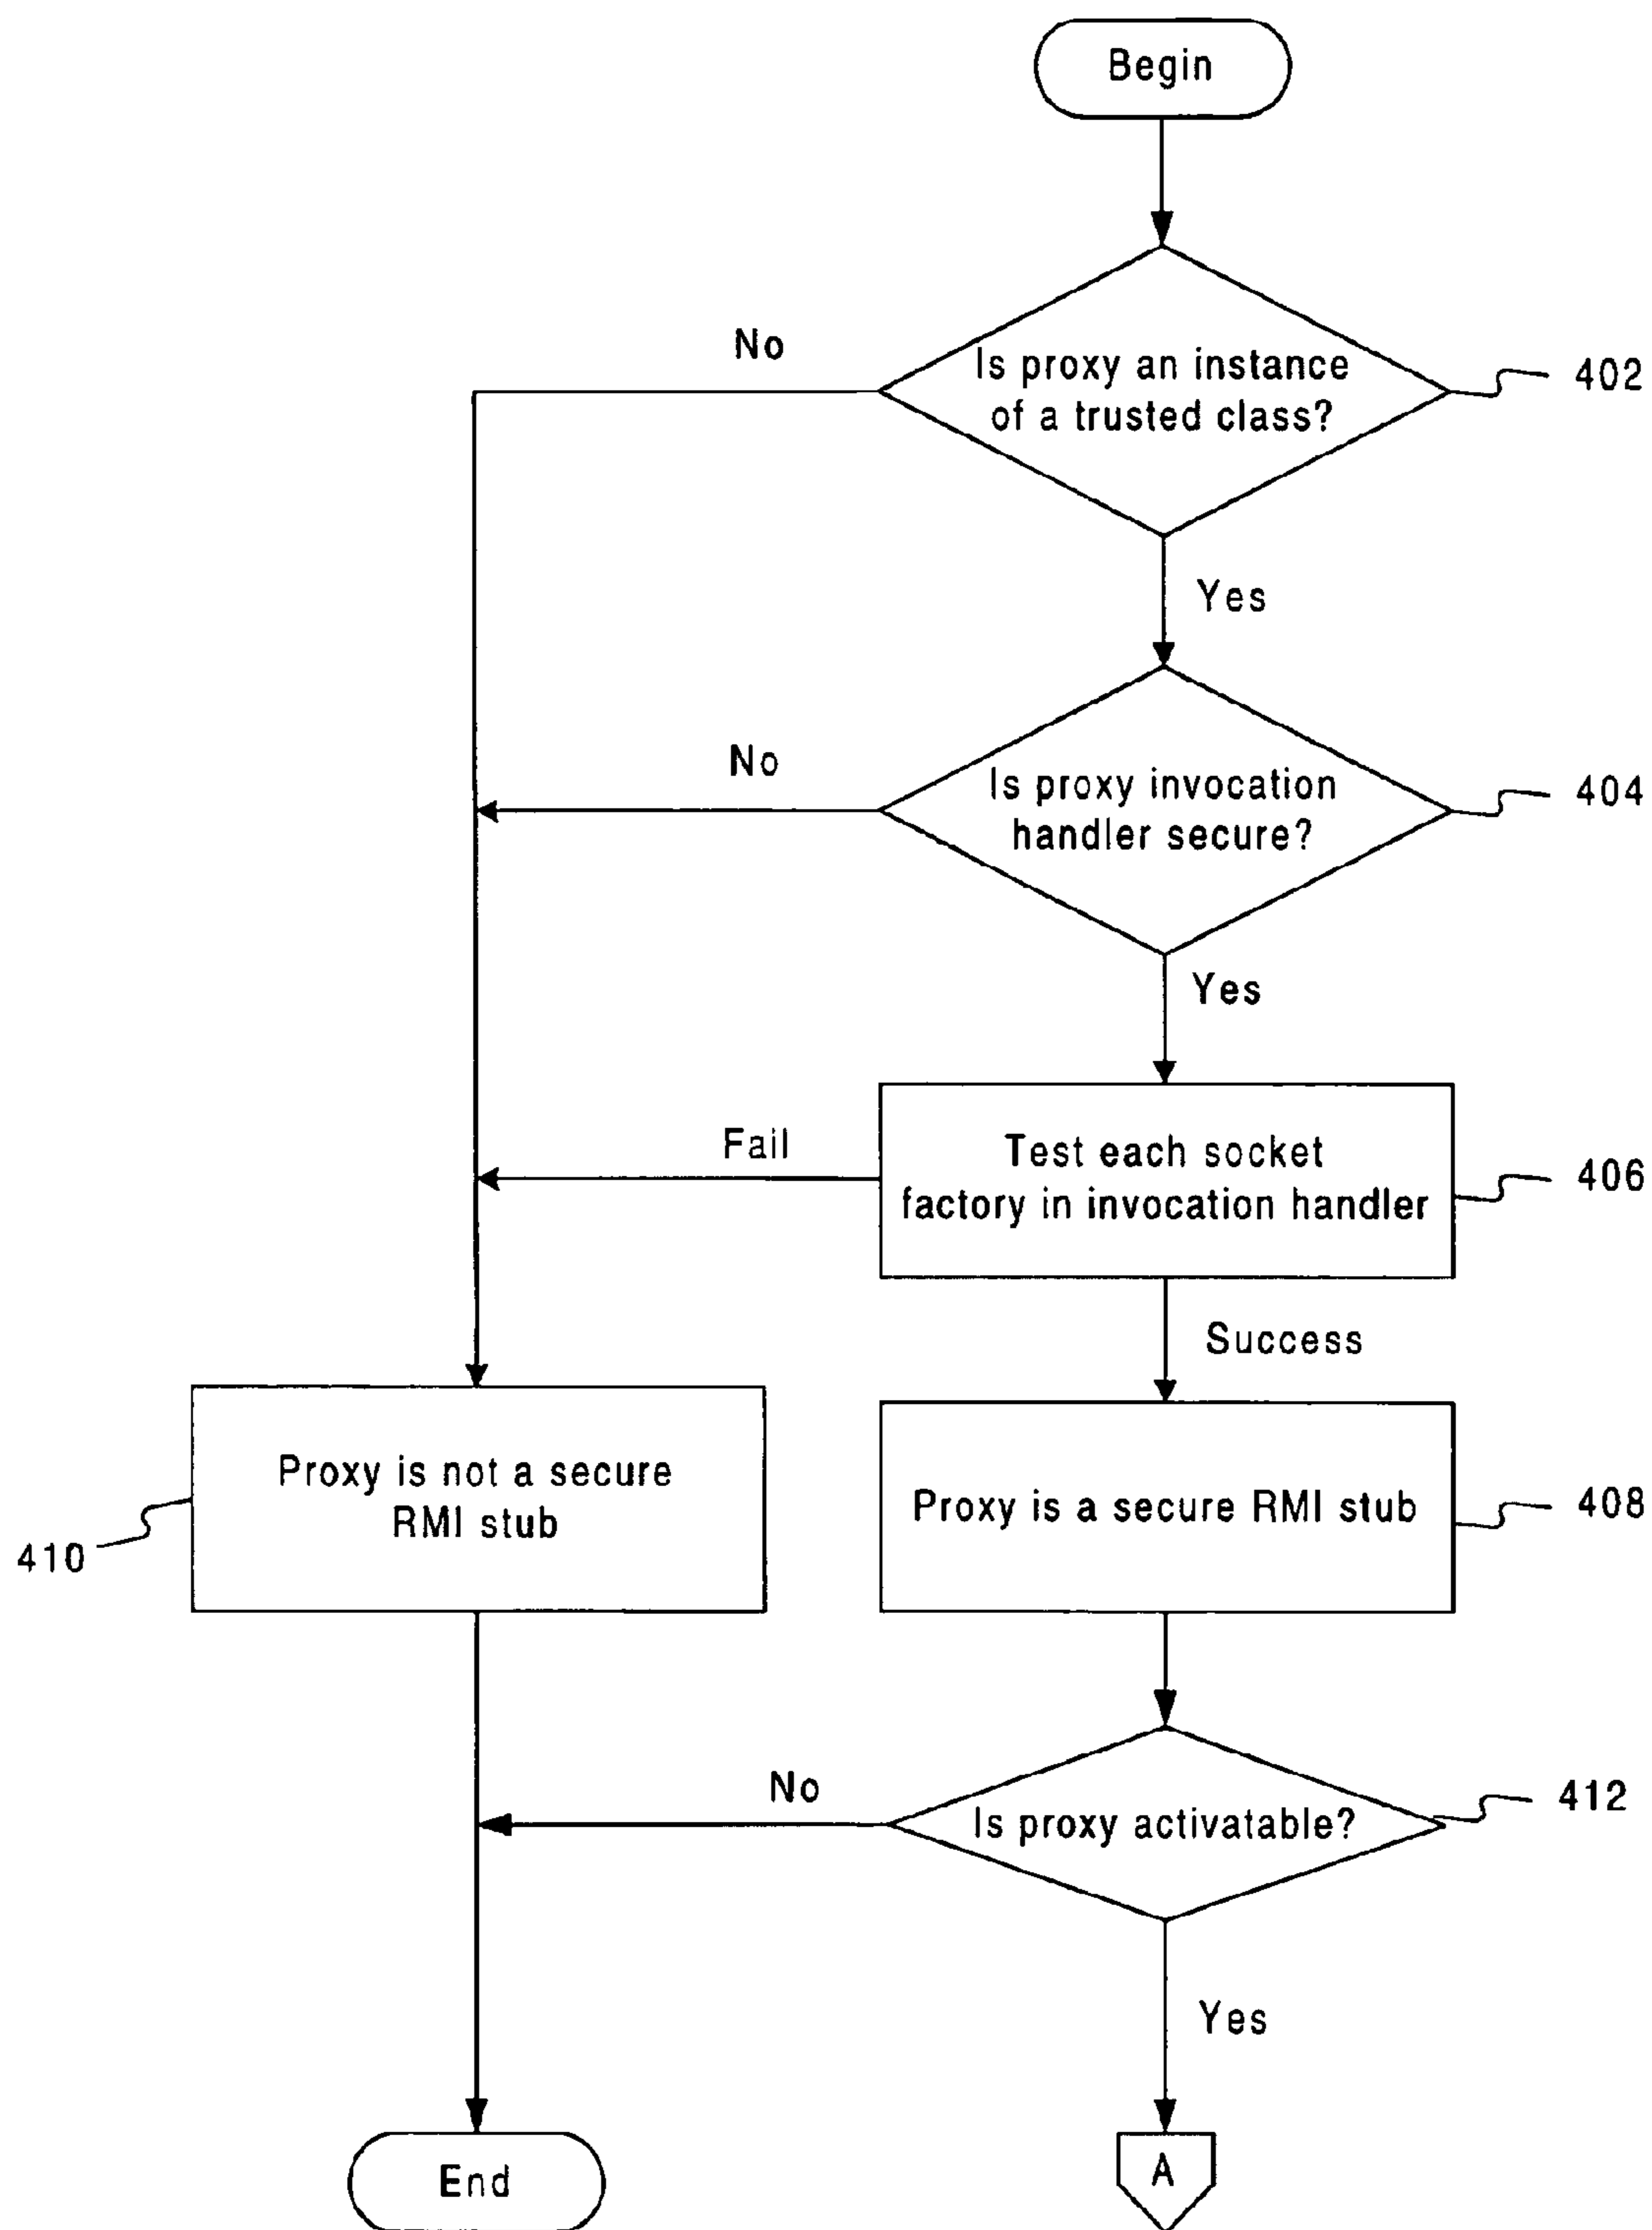 Begin
No
Is proxy an instance
of a trusted class?
402
Yes
No
Is proxy invocation
handler secure?
404
Yes
Fail
Test each socket
factory in invocation handler
406
Success
Proxy is not a secure
RMI stub
410
Proxy is a secure RMI stub
408
No
Is proxy activatable?
412
Yes
End
A